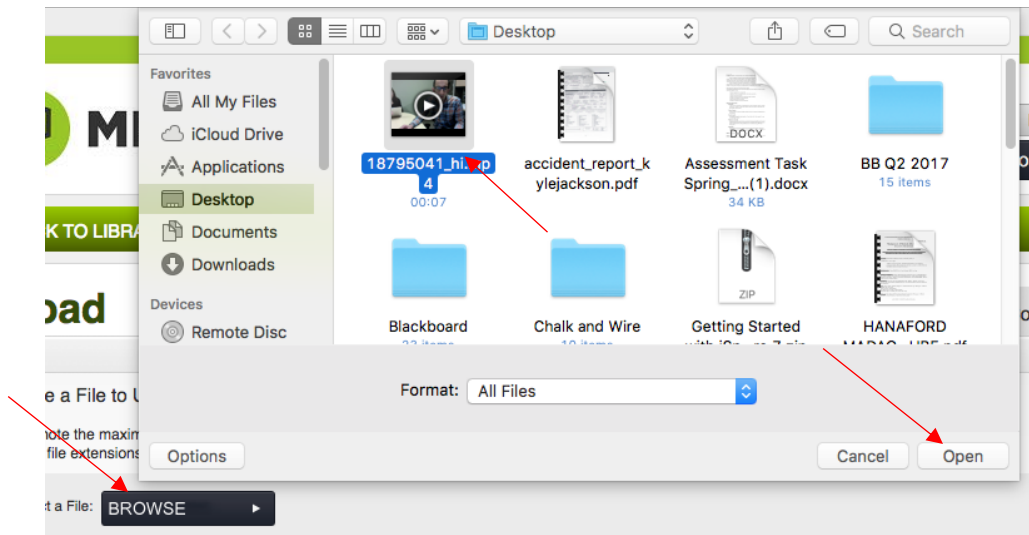 Desktop
Search
Favorites
All My Files
iCloud Drive
Applications
Desktop
Documents
Downloads
Devices
Remote Disc
18795041_hi.mp
4
00:07
accident_report_k
ylejackson.pdf
Assessment Task
Spring_...(1).docx
34 KB
BB Q2 2017
15 items
DOCX
Blackboard
Chalk and Wire
ZIP
Getting Started
HANAFORD
Format: All Files
Options
Cancel
Open
K TO LIBRA
oad
e a File to U
note the maxim
file extensions
t a File:
BROWSE